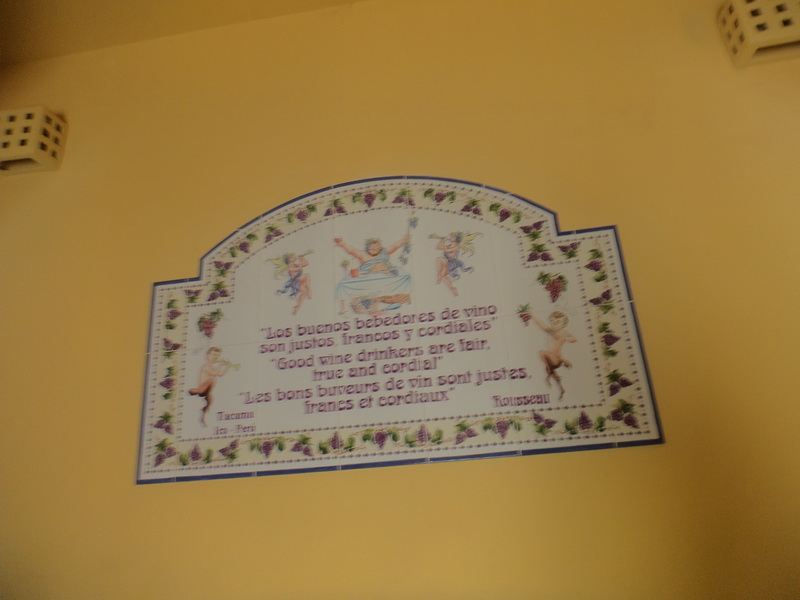 "Los buenos bebedores de vino
son justos, francos y cordiales"
"Good wine drinkers are fair,
true and cordial"
"Les bons buveurs de vin sont justes,
francs et cordiaux"
Rousseau
Tacama
Ica - Perú